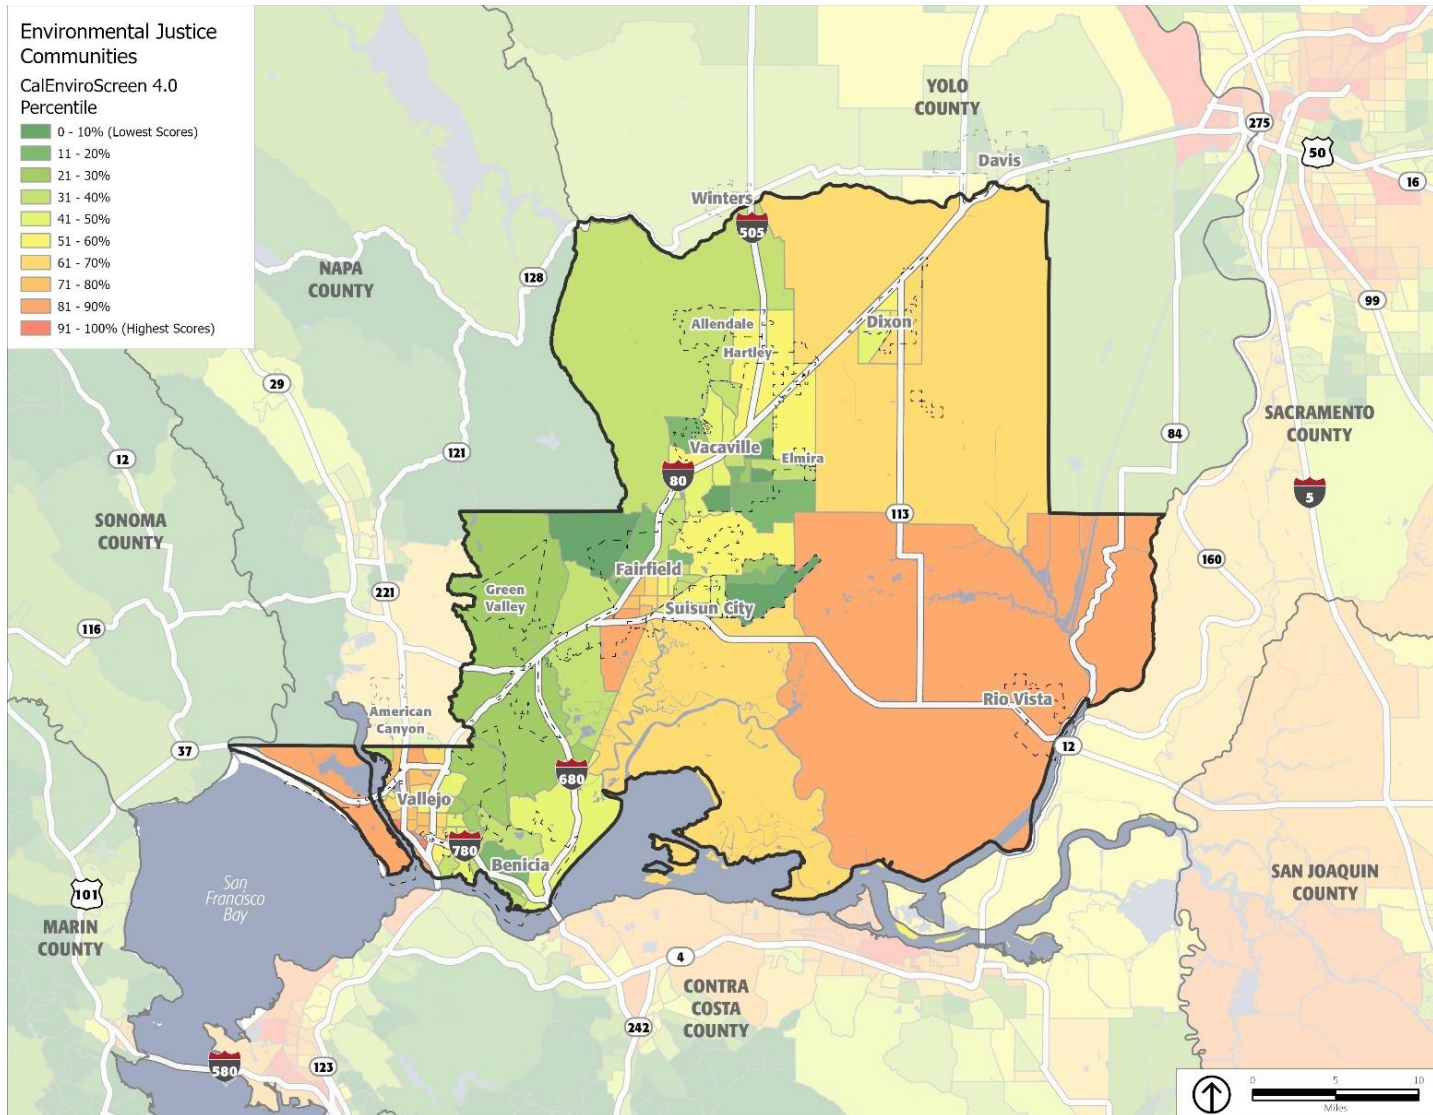 Environmental Justice
Communities
CalEnviroScreen 4.0
Percentile
0 - 10% (Lowest Scores)
11 - 20%
21 - 30%
31 - 40%
41 - 50%
51 - 60%
61 - 70%
71 - 80%
81 - 90%
91 - 100% (Highest Scores)
YOLO
COUNTY
275
50
Davis
16
Winters
505
NAPA
COUNTY
128
99
Allendale
Dixon
Hartley
29
SACRAMENTO
COUNTY
84
12
121
Vacaville
Elmira
80
5
113
SONOMA
COUNTY
160
Fairfield
221
Green
Valley
Suisun City
116
Rio Vista
American
Canyon
37
12
680
Vallejo
780
Benicia
San
Francisco
Bay
101
SAN JOAQUIN
COUNTY
MARIN
COUNTY
4
CONTRA
COSTA
COUNTY
242
580
123
0
5
10
Miles